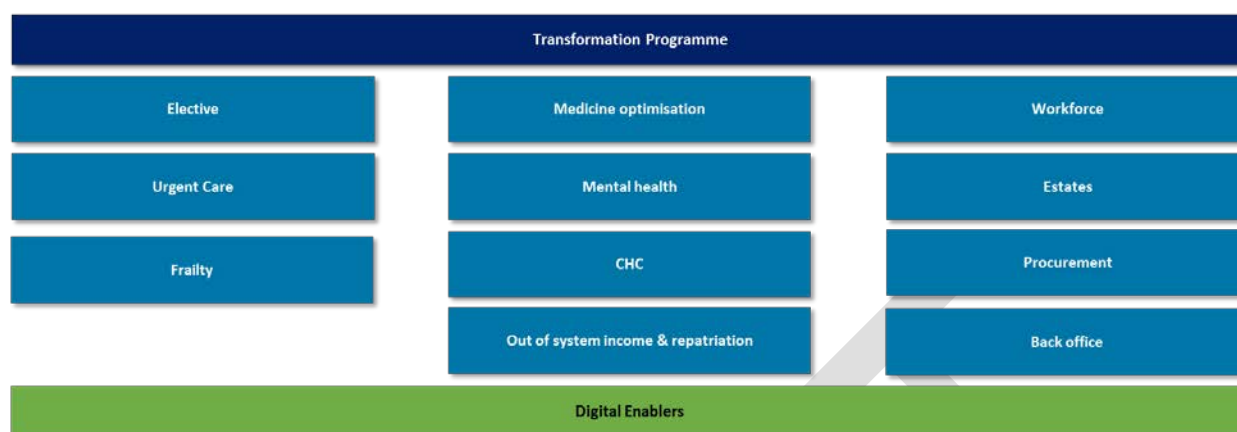 Transformation Programme
Elective
Medicine optimisation
Workforce
Urgent Care
Mental health
Estates
Frailty
CHC
Procurement
Out of system income & repatriation
Back office
Digital Enablers